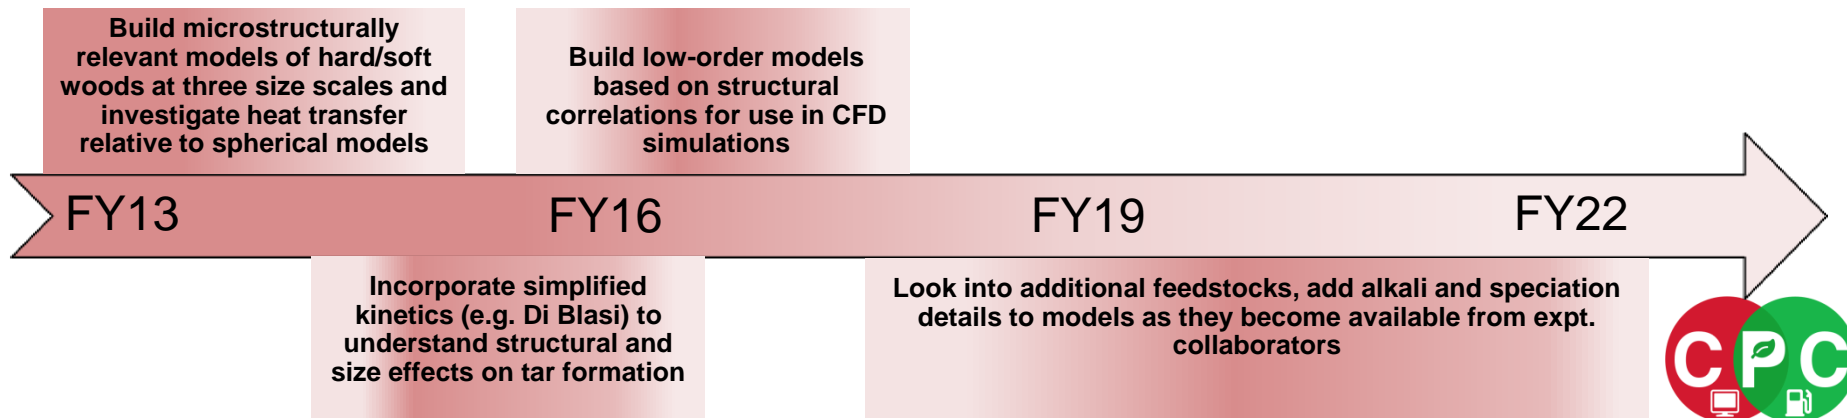 Build microstructurally
relevant models of hard/soft
woods at three size scales and
investigate heat transfer
relative to spherical models
Build low-order models
based on structural
correlations for use in CFD
simulations
FY13
FY16
FY19
FY22
Incorporate simplified
kinetics (e.g. Di Blasi) to
understand structural and
size effects on tar formation
Look into additional feedstocks, add alkali and speciation
details to models as they become available from expt.
collaborators
CPC